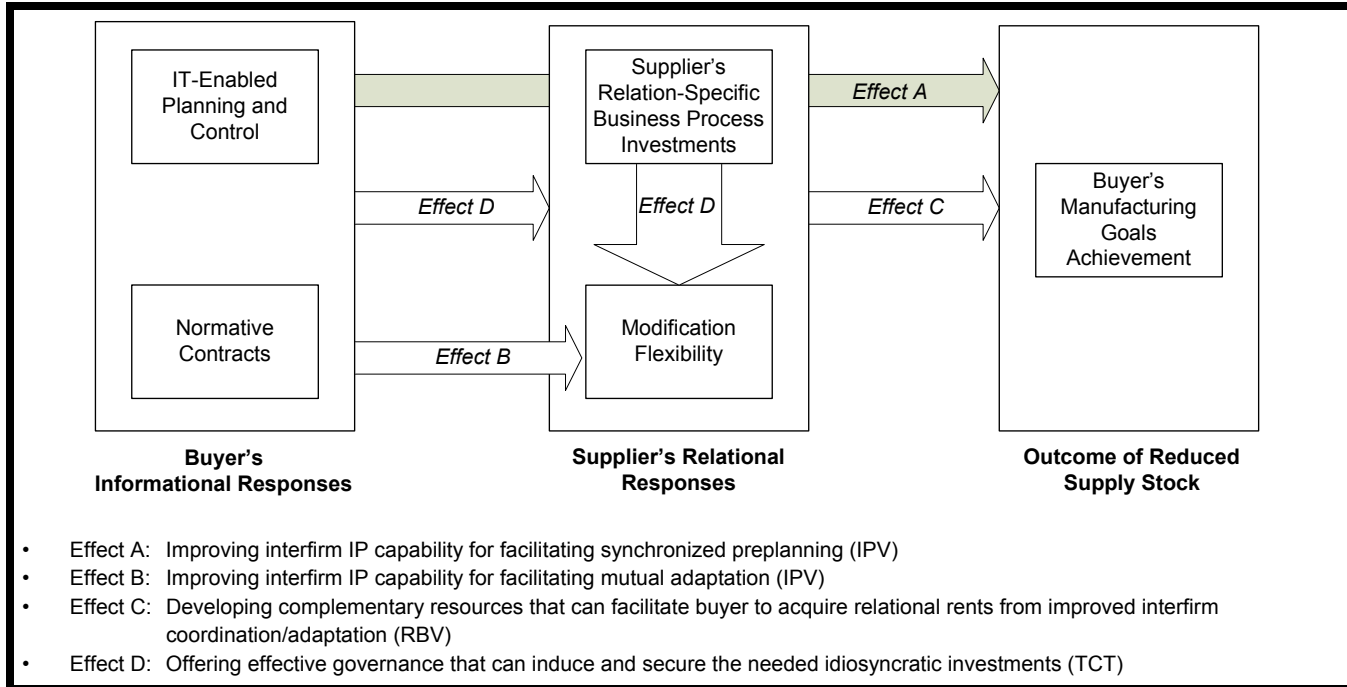 IT-Enabled
Planning and
Control
Supplier's
Relation-Specific
Business Process
Investments
Effect A
Effect D
Effect D
Effect C
Buyer's
Manufacturing
Goals
Achievement
Normative
Contracts
Effect B
Modification
Flexibility
Buyer's
Informational Responses
Supplier's Relational
Responses
Outcome of Reduced
Supply Stock
• Effect A: Improving interfirm IP capability for facilitating synchronized preplanning (IPV)
• Effect B: Improving interfirm IP capability for facilitating mutual adaptation (IPV)
• Effect C: Developing complementary resources that can facilitate buyer to acquire relational rents from improved interfirm
coordination/adaptation (RBV)
• Effect D: Offering effective governance that can induce and secure the needed idiosyncratic investments (TCT)